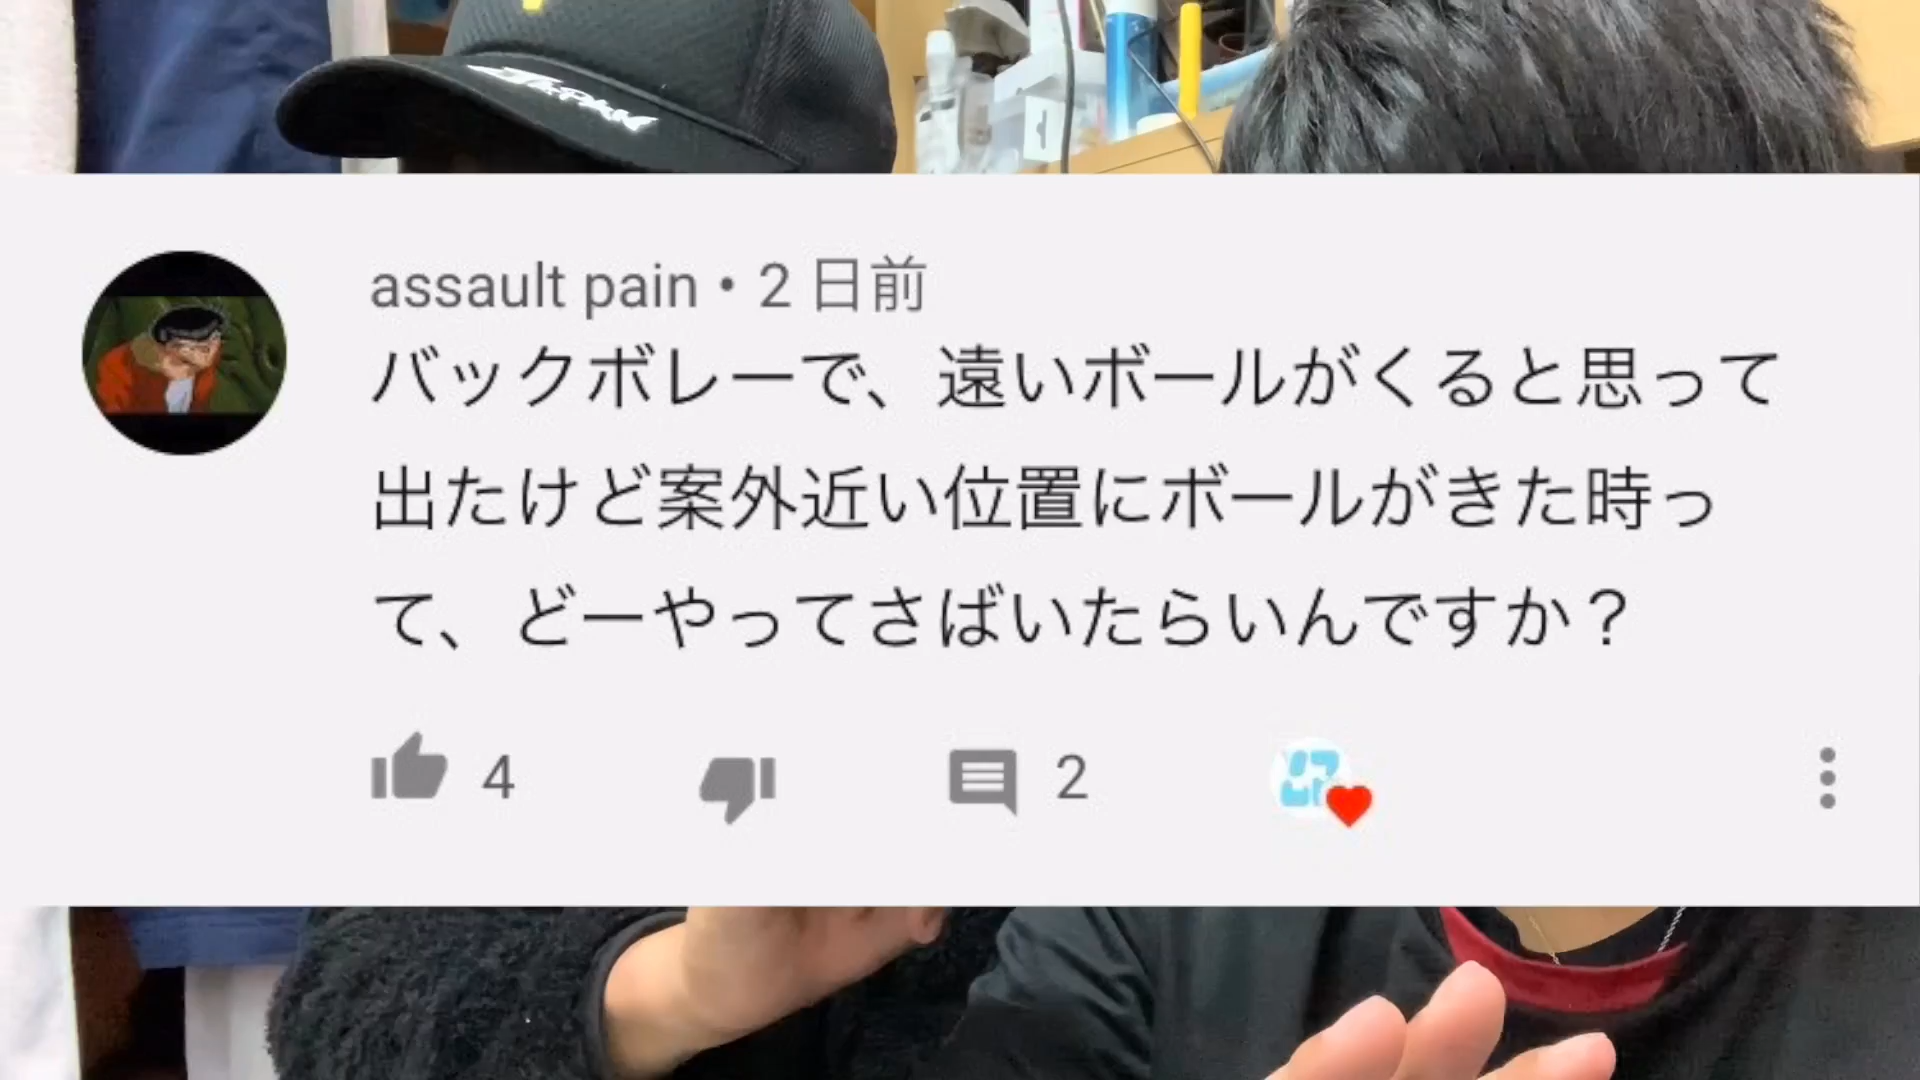 JAPAN
assault pain・2 日前
バックボレーで、遠いボールがくると思って
出たけど案外近い位置にボールがきた時っ
て、どーやってさばいたらいんですか？
4
2